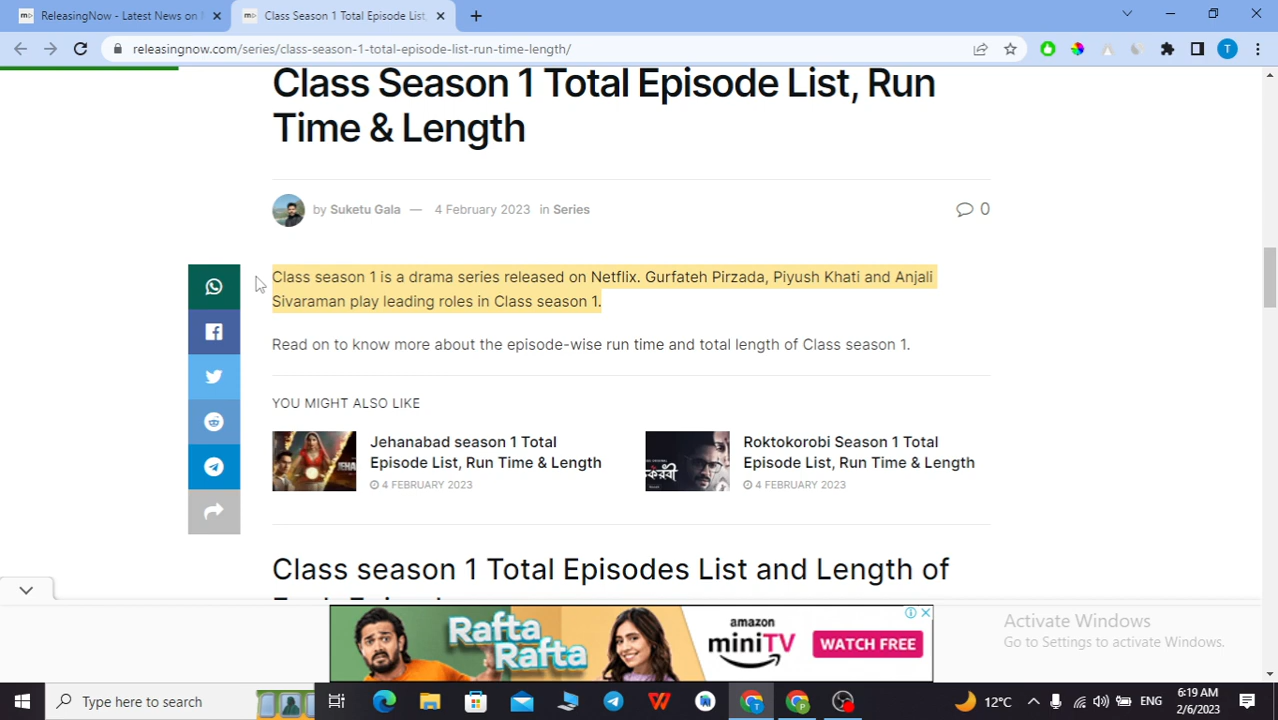 ReleasingNow - Latest News on
Class Season 1 Total Episode List,
releasingnow.com/series/class-season-1-total-episode-list-run-time-length/
T
Class Season 1 Total Episode List, Run
Time & Length
by Suketu Gala — 4 February 2023 in Series
0
Class season 1 is a drama series released on Netflix. Gurfateh Pirzada, Piyush Khati and Anjali
Sivaraman play leading roles in Class season 1.
Read on to know more about the episode-wise run time and total length of Class season 1.
YOU MIGHT ALSO LIKE
Jehanabad season 1 Total
Episode List, Run Time & Length
4 FEBRUARY 2023
Roktokorobi Season 1 Total
Episode List, Run Time & Length
4 FEBRUARY 2023
Class season 1 Total Episodes List and Length of
Rafta
Rafta
amazon
miniTV
WATCH FREE
Activate Windows
Go to Settings to activate Windows.
Type here to search
12°C
ENG
6:19 AM
2/6/2023